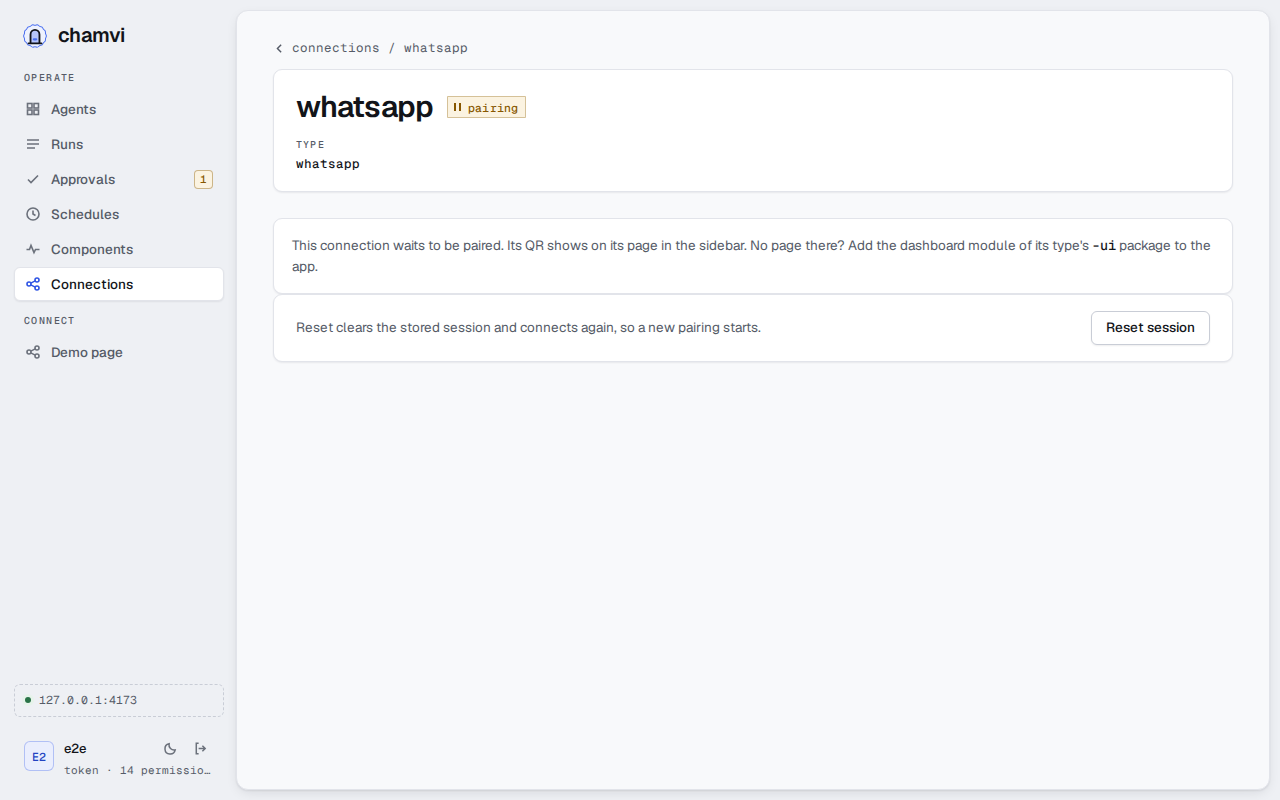 chamvi
OPERATE
Agents
Runs
Approvals 1
Schedules
Components
Connections
CONNECT
Demo page
127.0.0.1:4173
E2
e2e
token · 14 permissio…
connections / whatsapp
whatsapp pairing
TYPE
whatsapp
This connection waits to be paired. Its QR shows on its page in the sidebar. No page there? Add the dashboard module of its type's -ui package to the
app.
Reset clears the stored session and connects again, so a new pairing starts.
Reset session